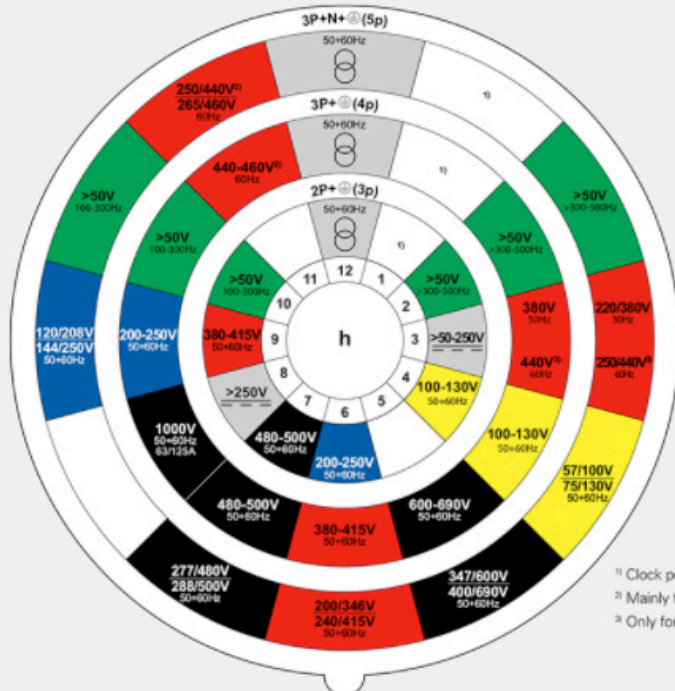 3P+N+⏚(5p)
50+60Hz
1)
>50V
>300-500Hz
220/380V
50Hz
250/440V³⁾
60Hz
57/100V
75/130V
50+60Hz
347/600V
400/690V
50+60Hz
200/346V
240/415V
50+60Hz
277/480V
288/500V
50+60Hz
120/208V
144/250V
50+60Hz
>50V
100-300Hz
250/440V²⁾
265/460V
60Hz
3P+⏚(4p)
50+60Hz
1)
>50V
>300-500Hz
380V
50Hz
440V³⁾
60Hz
100-130V
50+60Hz
600-690V
50+60Hz
380-415V
50+60Hz
480-500V
50+60Hz
1000V
50+60Hz
63/125A
200-250V
50+60Hz
>50V
100-300Hz
440-460V²⁾
60Hz
2P+⏚(3p)
50+60Hz
1)
>50V
>300-500Hz
>50-250V
100-130V
50+60Hz
200-250V
50+60Hz
480-500V
50+60Hz
>250V
380-415V
50+60Hz
>50V
100-300Hz
12
1
2
3
4
5
6
7
8
9
10
11
h
¹⁾ Clock
²⁾ Mainly
³⁾ Only